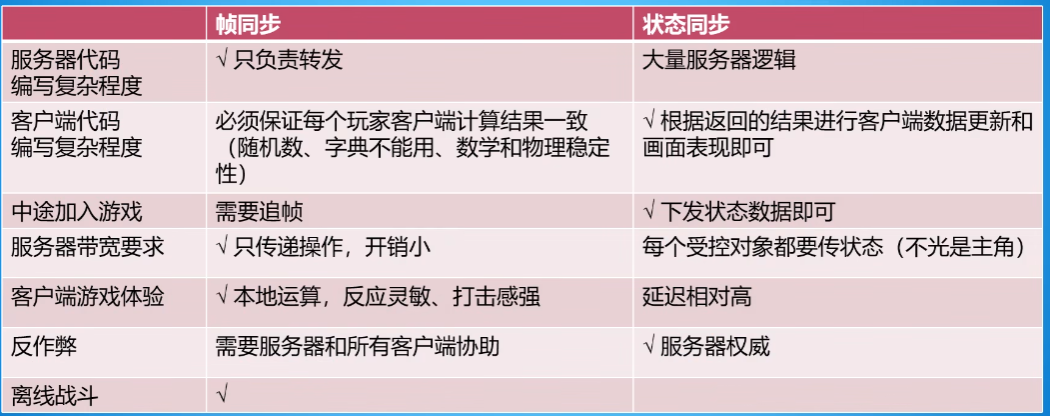 帧同步 状态同步
服务器代码
编写复杂程度
√ 只负责转发
大量服务器逻辑
客户端代码
编写复杂程度
必须保证每个玩家客户端计算结果一致
（随机数、字典不能用、数学和物理稳定
性）
√ 根据返回的结果进行客户端数据更新和
画面表现即可
中途加入游戏
需要追帧
√ 下发状态数据即可
服务器带宽要求
√ 只传递操作，开销小
每个受控对象都要传状态（不光是主角）
客户端游戏体验
√ 本地运算，反应灵敏、打击感强
延迟相对高
反作弊
需要服务器和所有客户端协助
√ 服务器权威
离线战斗
√